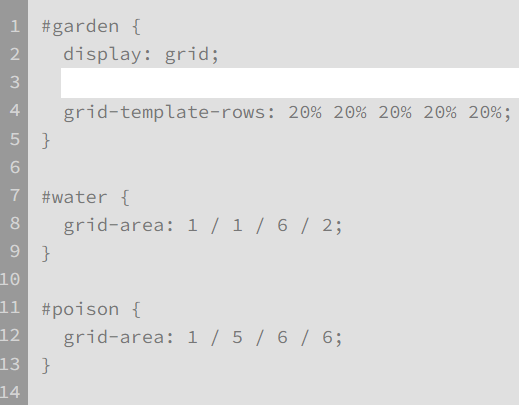 1 #garden {
2 display: grid;
3
4 grid-template-rows: 20% 20% 20% 20% 20%;
5 }
6
7 #water {
8 grid-area: 1 / 1 / 6 / 2;
9 }
10
11 #poison {
12 grid-area: 1 / 5 / 6 / 6;
13 }
14